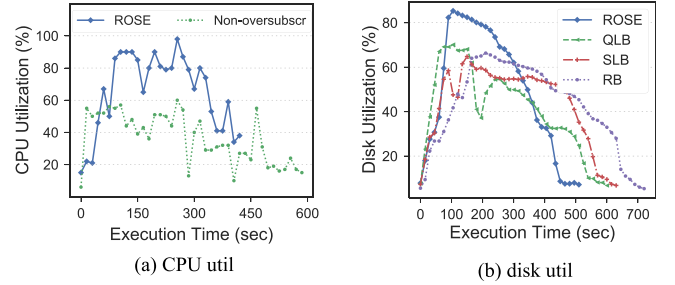 ROSE
Non-oversubscr
CPU Utilization (%)
100
80
60
40
20
0
150
300
450
600
Execution Time (sec)
(a) CPU util
ROSE
QLB
SLB
RB
Disk Utilization (%)
80
60
40
20
0
100
200
300
400
500
600
700
Execution Time (sec)
(b) disk util